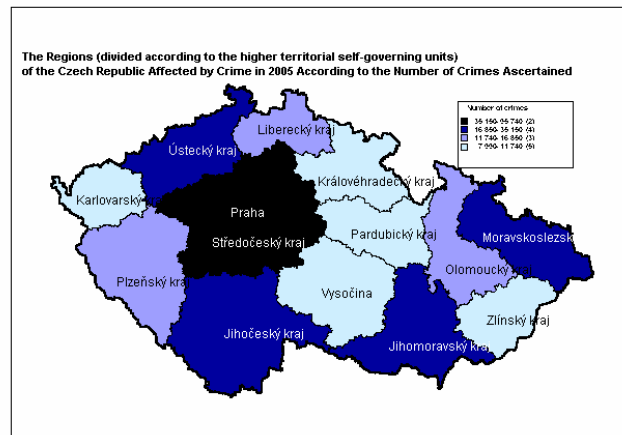 The Regions (divided according to the higher territorial self-governing units)
of the Czech Republic Affected by Crime in 2005 According to the Number of Crimes Ascertained
Number of crimes
Liberecký kraj
Ústecký kraj
Královéhradecký kraj
Karlovarský
Praha
Pardubický kraj
Moravskoslezsk
Středočeský kraj
Olomoucký kraj
Plzeňský kraj
Vysočina
Zlínský kraj
Jihočeský kraj
Jihomoravský kraj